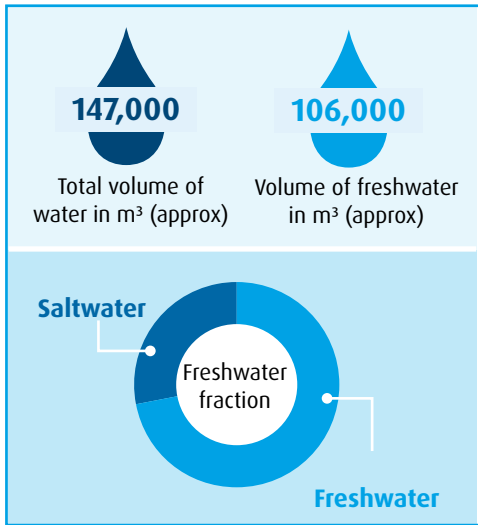 147,000
106,000
Total volume of
water in m³ (approx)
Volume of freshwater
in m³ (approx)
Saltwater
Freshwater
fraction
Freshwater